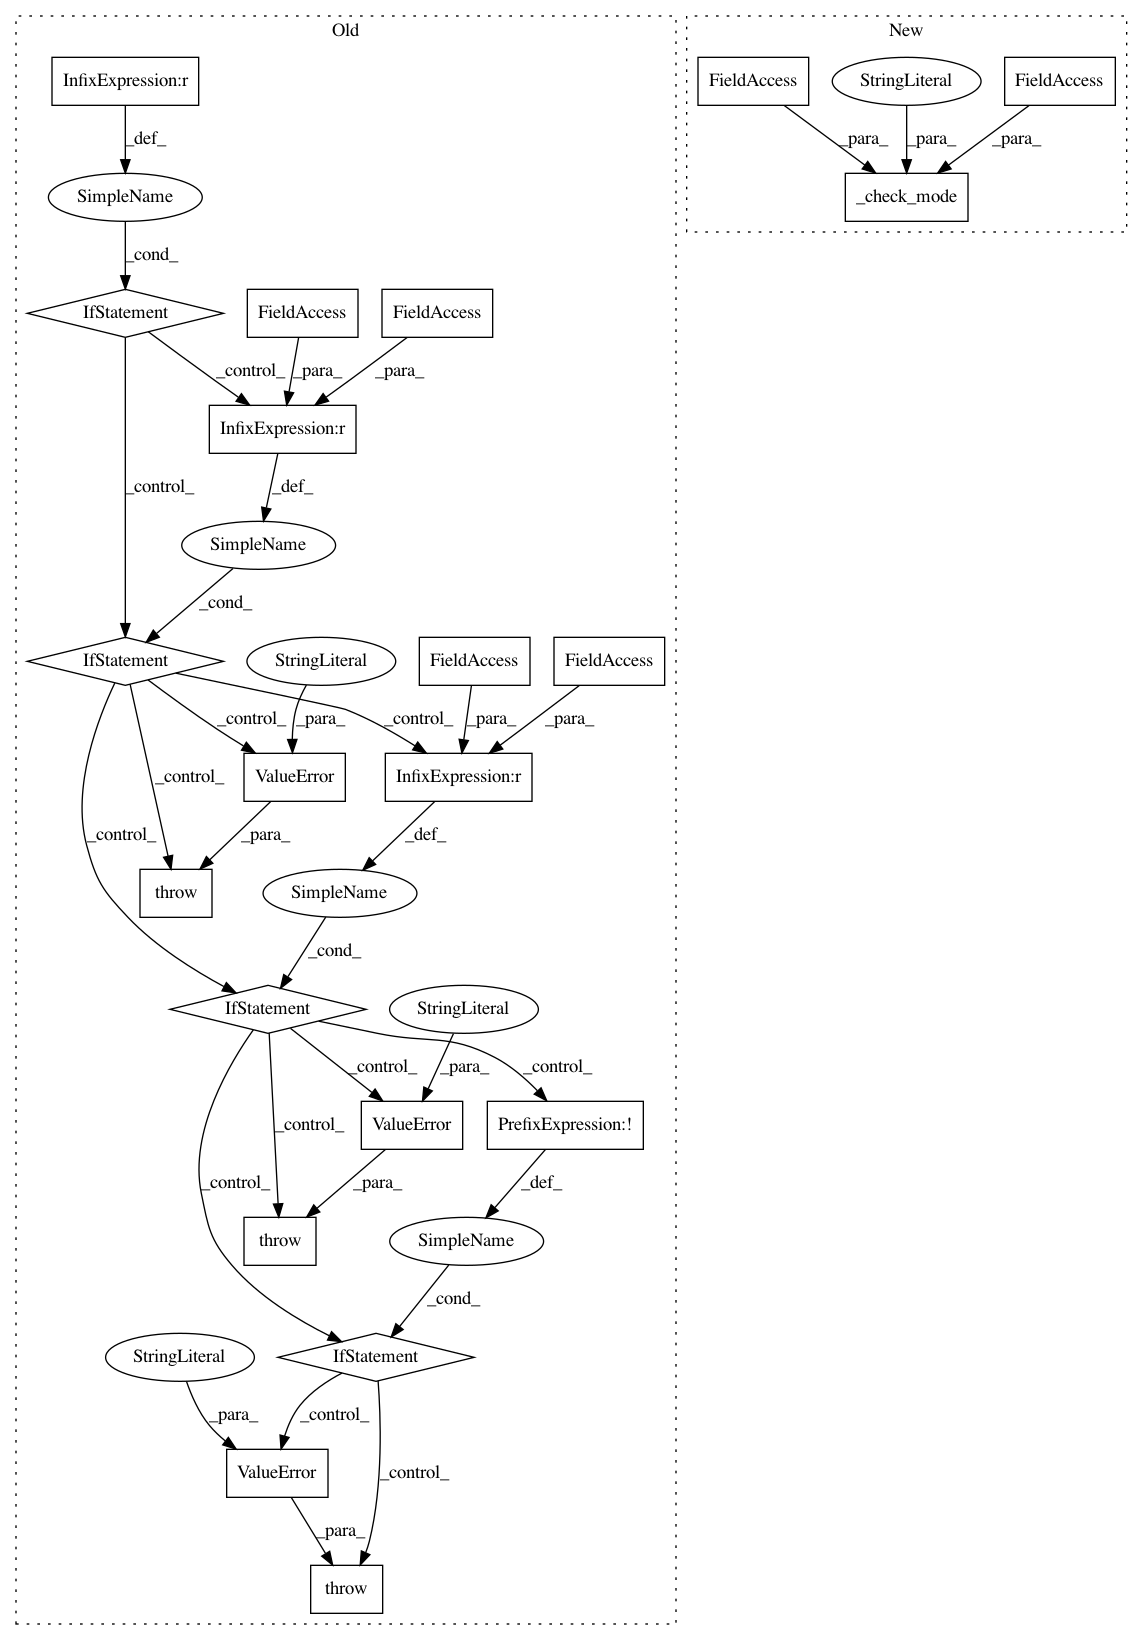 Old
New
InfixExpression:r
FieldAccess
StringLiteral
FieldAccess
_def_
_para_
_para_
_para_
SimpleName
_check_mode
_cond_
IfStatement
FieldAccess
FieldAccess
_control_
_para_
_para_
InfixExpression:r
_control_
_def_
SimpleName
_cond_
IfStatement
StringLiteral
FieldAccess
FieldAccess
_control_
_para_
_control_
_para_
_para_
_control_
ValueError
InfixExpression:r
_control_
_para_
_def_
throw
SimpleName
_cond_
IfStatement
StringLiteral
_control_
_para_
_control_
_control_
ValueError
PrefixExpression:!
_control_
_para_
_def_
throw
SimpleName
_cond_
StringLiteral
IfStatement
_para_
_control_
_control_
ValueError
_para_
throw